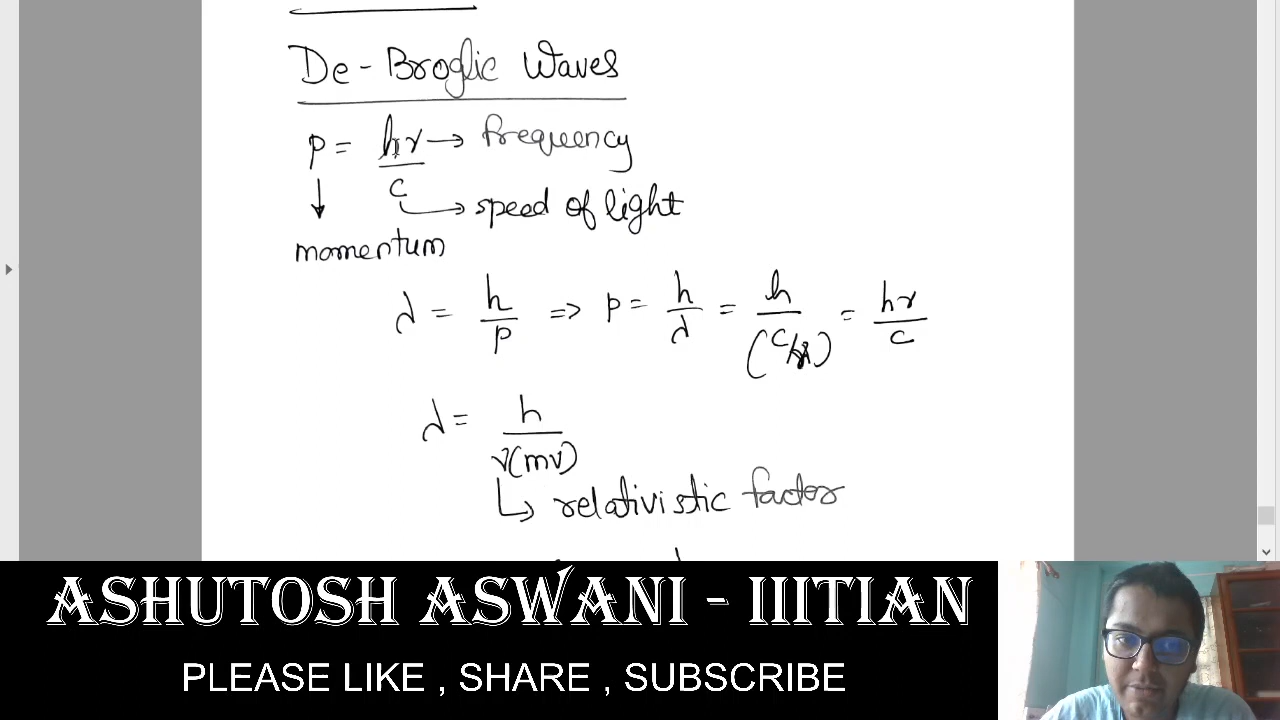 De-Broglie Waves
p = hν/c → frequency
→ speed of light
momentum
λ = h/p => p = h/λ = h/(c/ν) = hν/c
λ = h/γ(mv)
→ relativistic factor
ASHUTOSH ASWANI - IIITIAN
PLEASE LIKE , SHARE , SUBSCRIBE